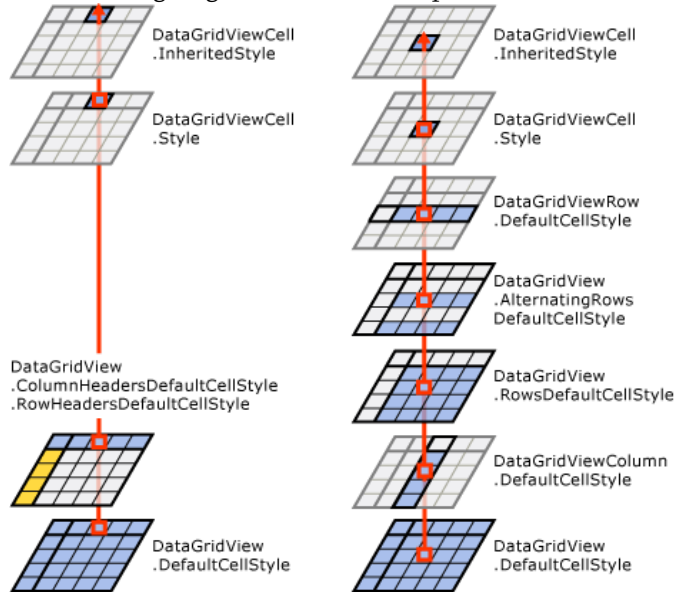 DataGridViewCell
.InheritedStyle
DataGridViewCell
.Style
DataGridView
.ColumnHeadersDefaultCellStyle
.RowHeadersDefaultCellStyle
DataGridView
.DefaultCellStyle
DataGridViewCell
.InheritedStyle
DataGridViewCell
.Style
DataGridViewRow
.DefaultCellStyle
DataGridView
.AlternatingRows
DefaultCellStyle
DataGridView
.RowsDefaultCellStyle
DataGridViewColumn
.DefaultCellStyle
DataGridView
.DefaultCellStyle